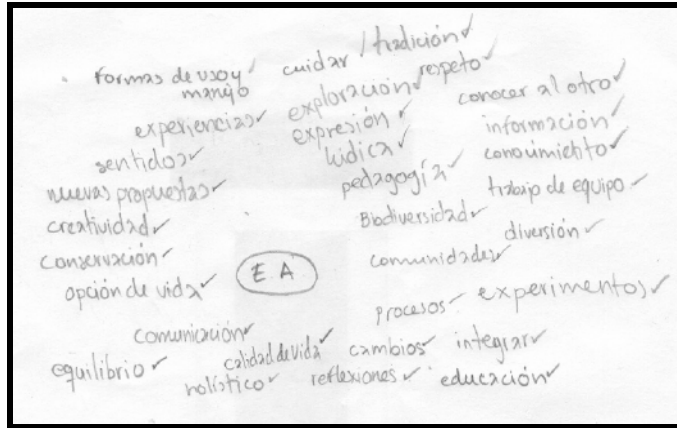 formas de uso y manejo
cuidar / tradición
respeto
experiencias
exploración
conocer al otro
expresión
información
sentidos
lúdica
conocimiento
nuevas propuestas
pedagogía
trabajo de equipo
creatividad
Biodiversidad
diversión
conservación
E.A
comunidades
opción de vida
procesos
experimentos
comunicación
calidad de vida
cambios
integrar
equilibrio
holístico
reflexiones
educación